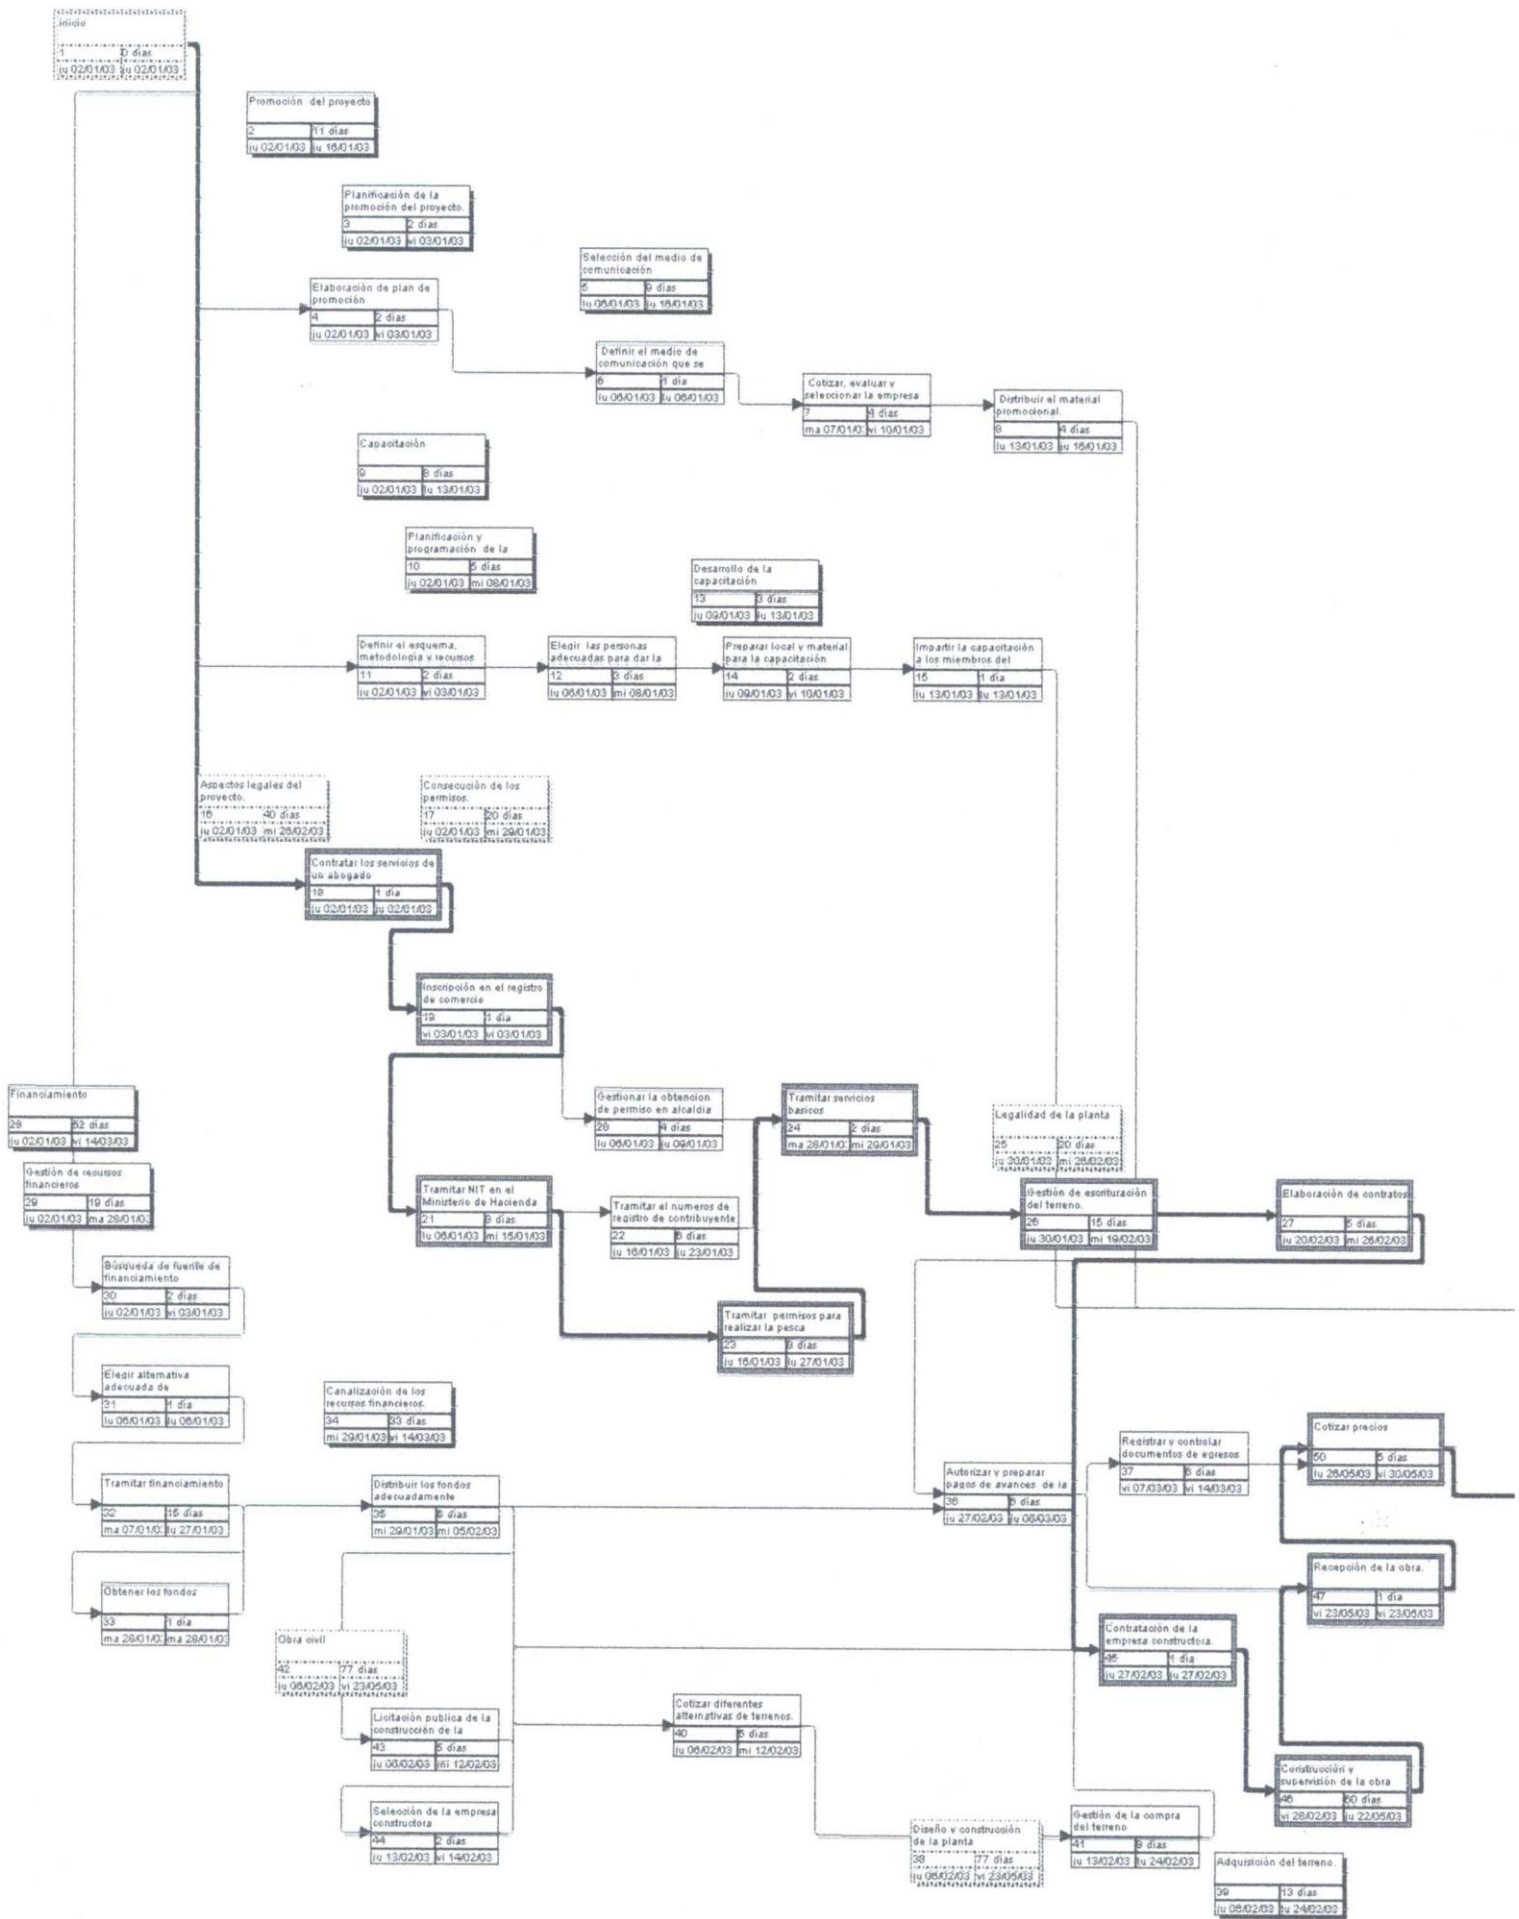 inicio
1 0 días
ju 02/01/03 ju 02/01/03
Promoción del proyecto
2 11 días
ju 02/01/03 ju 16/01/03
Planificación de la
promoción del proyecto.
3 2 días
ju 02/01/03 vi 03/01/03
Selección del medio de
comunicación
5 9 días
lu 06/01/03 ju 16/01/03
Elaboración de plan de
promoción
4 2 días
ju 02/01/03 vi 03/01/03
Definir el medio de
comunicación que se
6 1 día
lu 06/01/03 lu 06/01/03
Cotizar, evaluar y
seleccionar la empresa
7 4 días
ma 07/01/0 vi 10/01/03
Distribuir el material
promocional.
8 4 días
lu 13/01/03 ju 16/01/03
Capacitación
9 8 días
ju 02/01/03 lu 13/01/03
Planificación y
programación de la
10 5 días
ju 02/01/03 mi 08/01/03
Desarrollo de la
capacitación
13 3 días
ju 09/01/03 lu 13/01/03
Definir el esquema,
metodología y recursos
11 2 días
ju 02/01/03 vi 03/01/03
Elegir las personas
adecuadas para dar la
12 3 días
lu 06/01/03 mi 08/01/03
Preparar local y material
para la capacitación
14 2 días
ju 09/01/03 vi 10/01/03
Impartir la capacitación
a los miembros del
15 1 día
lu 13/01/03 lu 13/01/03
Aspectos legales del
proyecto.
16 40 días
ju 02/01/03 mi 26/02/03
Consecución de los
permisos.
17 20 días
ju 02/01/03 mi 29/01/03
Contratar los servicios de
un abogado
18 1 día
ju 02/01/03 ju 02/01/03
Inscripción en el registro
de comercio
19 1 día
vi 03/01/03 vi 03/01/03
Financiamiento
28 52 días
ju 02/01/03 vi 14/03/03
Gestionar la obtencion
de permiso en alcaldia
20 4 días
lu 06/01/03 ju 09/01/03
Tramitar servicios
basicos
24 2 días
ma 28/01/0 mi 29/01/03
Legalidad de la planta
25 20 días
ju 30/01/03 mi 26/02/03
Gestión de recursos
financieros
29 19 días
ju 02/01/03 ma 28/01/03
Tramitar NIT en el
Ministerio de Hacienda
21 8 días
lu 06/01/03 mi 15/01/03
Tramitar el numeros de
registro de contribuyente
22 6 días
ju 16/01/03 ju 23/01/03
Gestión de escrituración
del terreno.
26 15 días
ju 30/01/03 mi 19/02/03
Elaboración de contratos
27 5 días
ju 20/02/03 mi 26/02/03
Búsqueda de fuente de
financiamiento
30 2 días
ju 02/01/03 vi 03/01/03
Tramitar permisos para
realizar la pesca
23 8 días
ju 16/01/03 lu 27/01/03
Elegir alternativa
adecuada de
31 1 día
lu 06/01/03 lu 06/01/03
Canalización de los
recursos financieros.
34 33 días
mi 29/01/03 vi 14/03/03
Cotizar precios
50 5 días
lu 26/05/03 vi 30/05/03
Registrar y controlar
documentos de egresos
37 6 días
vi 07/03/03 vi 14/03/03
Tramitar financiamiento
32 15 días
ma 07/01/0 lu 27/01/03
Distribuir los fondos
adecuadamente
35 6 días
mi 29/01/03 mi 05/02/03
Autorizar y preparar
pagos de avances de la
36 6 días
ju 27/02/03 ju 06/03/03
Obtener los fondos
33 1 día
ma 28/01/0 ma 28/01/03
Recepción de la obra.
47 1 día
vi 23/05/03 vi 23/05/03
Obra civil
42 77 días
ju 06/02/03 vi 23/05/03
Contratación de la
empresa constructora.
45 1 día
ju 27/02/03 ju 27/02/03
Licitación publica de la
construcción de la
43 5 días
ju 06/02/03 mi 12/02/03
Cotizar diferentes
alternativas de terrenos.
40 5 días
ju 06/02/03 mi 12/02/03
Construcción y
supervisión de la obra
46 60 días
vi 28/02/03 ju 22/05/03
Selección de la empresa
constructora
44 2 días
ju 13/02/03 vi 14/02/03
Diseño y construcción
de la planta
38 77 días
ju 06/02/03 vi 23/05/03
Gestión de la compra
del terreno
41 8 días
ju 13/02/03 lu 24/02/03
Adquisición del terreno.
39 13 días
ju 06/02/03 lu 24/02/03